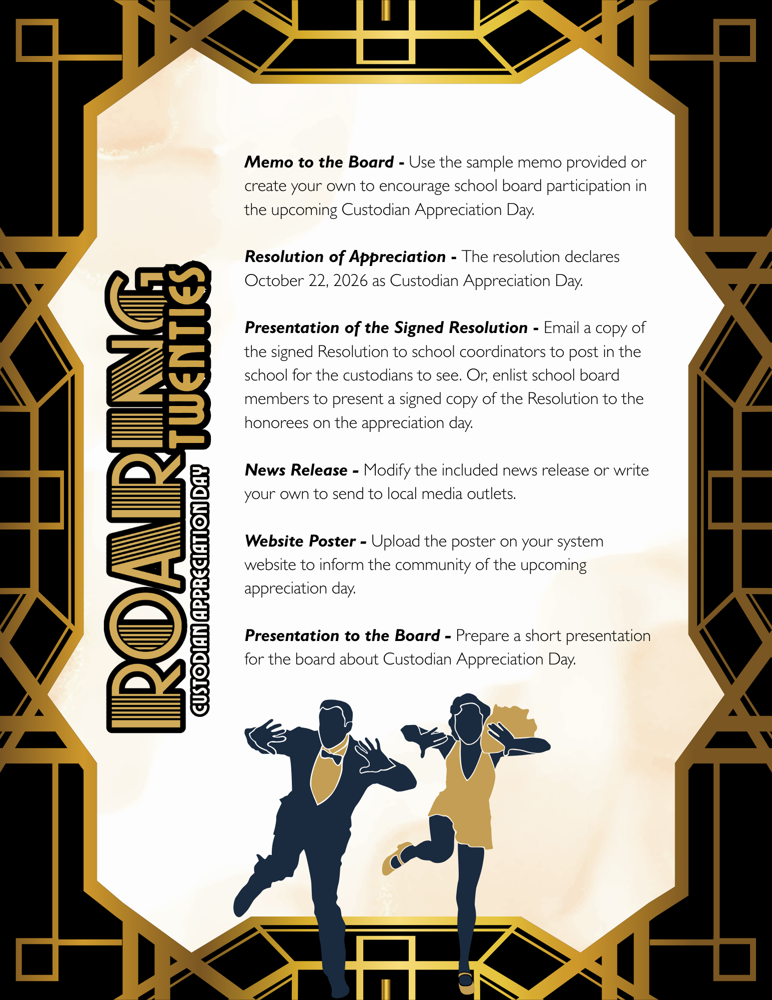 ROARING
TWENTIES
CUSTODIAN APPRECIATION DAY
Memo to the Board - Use the sample memo provided or
create your own to encourage school board participation in
the upcoming Custodian Appreciation Day.
Resolution of Appreciation - The resolution declares
October 22, 2026 as Custodian Appreciation Day.
Presentation of the Signed Resolution - Email a copy of
the signed Resolution to school coordinators to post in the
school for the custodians to see. Or, enlist school board
members to present a signed copy of the Resolution to the
honorees on the appreciation day.
News Release - Modify the included news release or write
your own to send to local media outlets.
Website Poster - Upload the poster on your system
website to inform the community of the upcoming
appreciation day.
Presentation to the Board - Prepare a short presentation
for the board about Custodian Appreciation Day.